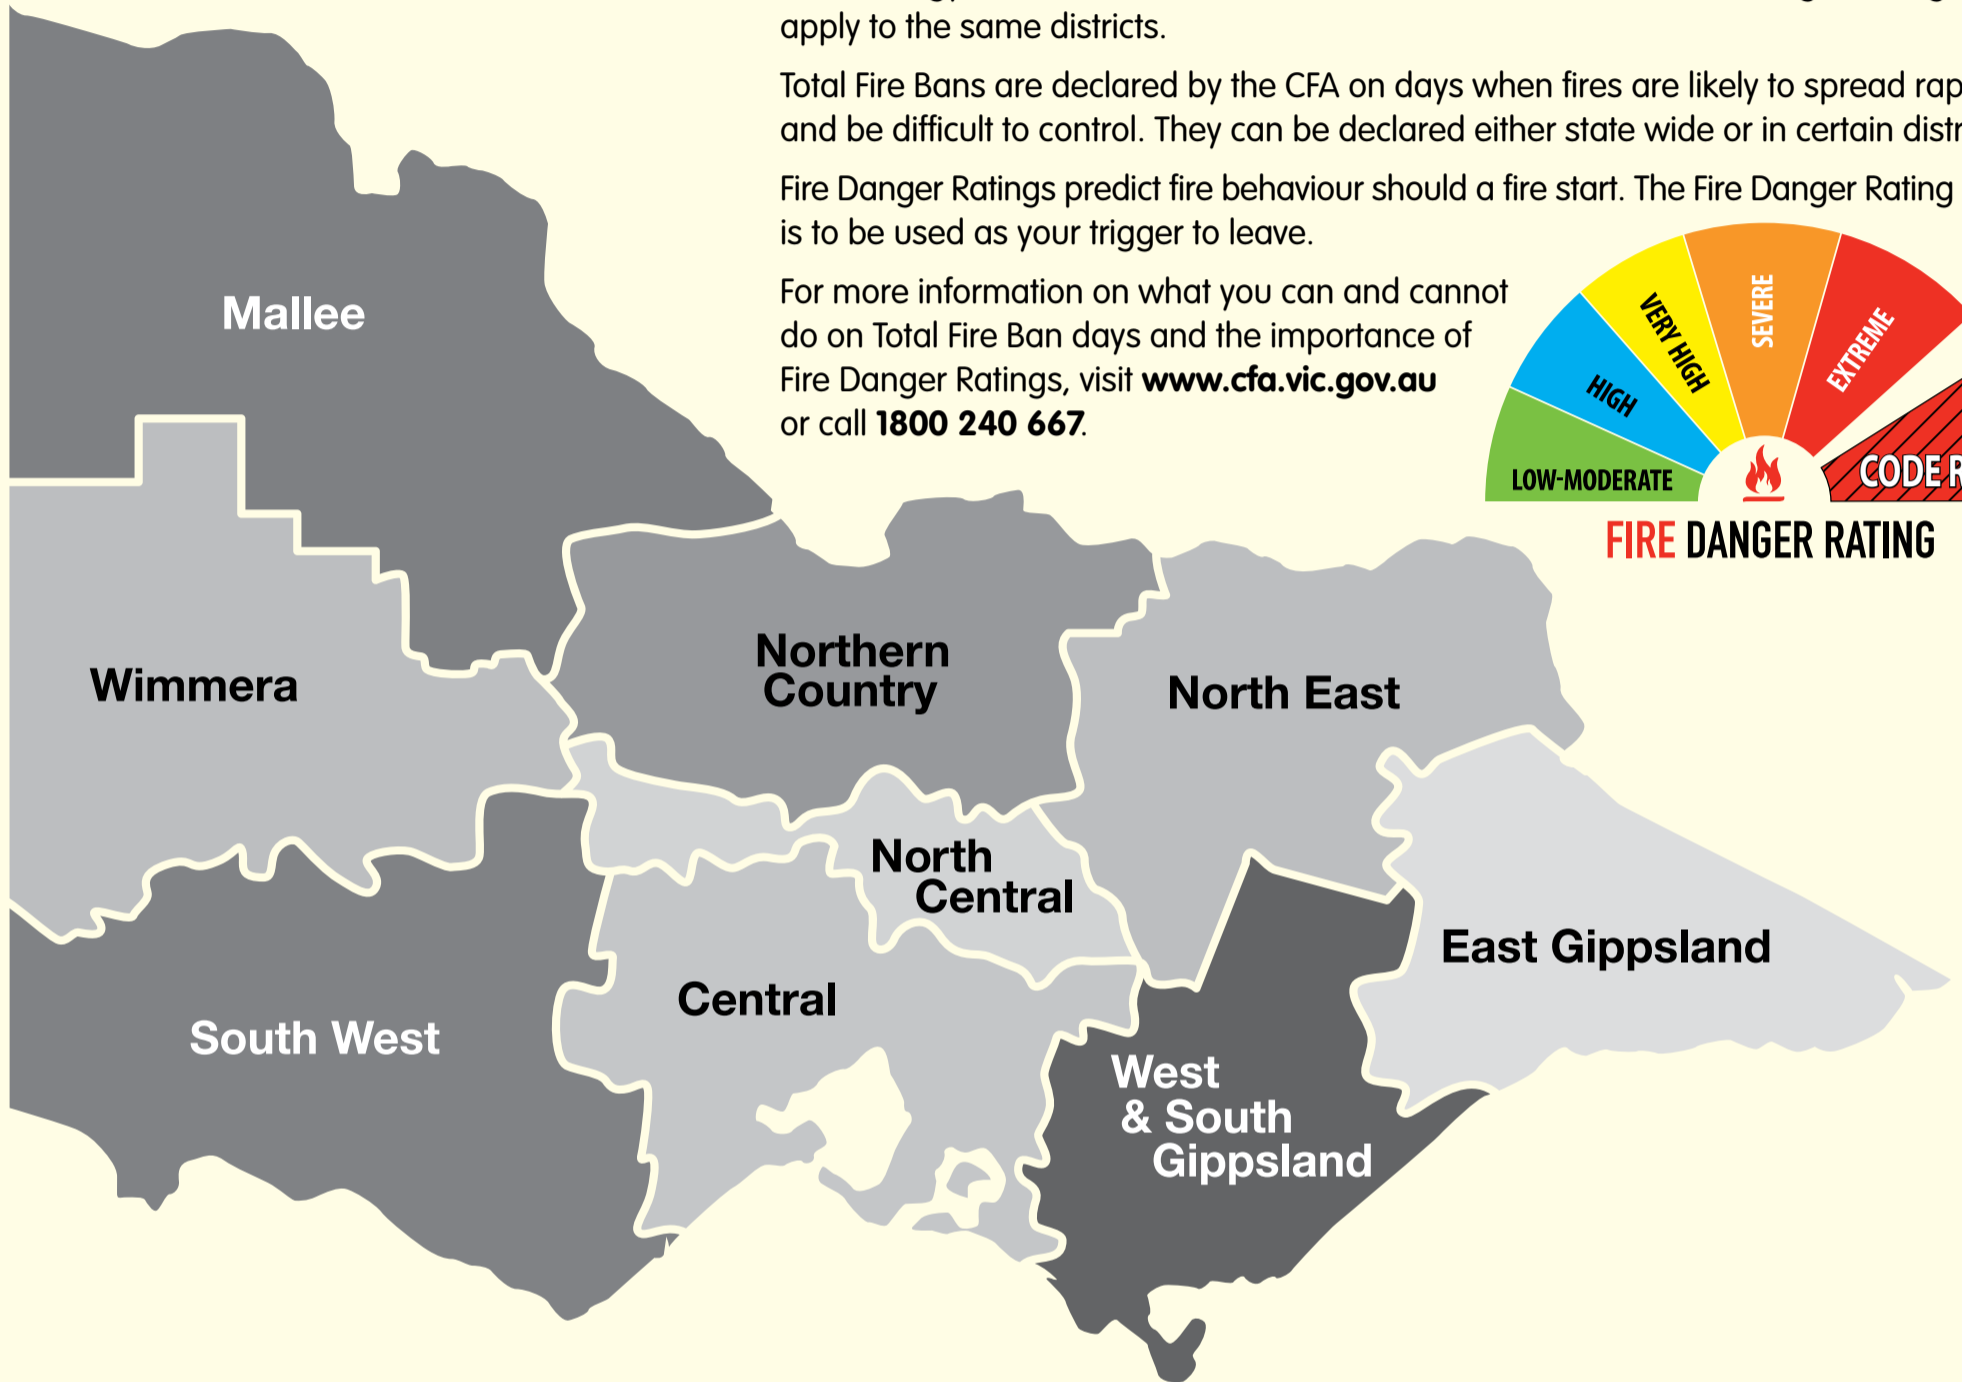 apply to the same districts.
Total Fire Bans are declared by the CFA on days when fires are likely to spread
and be difficult to control. They can be declared either state wide or in certain
Fire Danger Ratings predict fire behaviour should a fire start. The Fire Danger Rating
is to be used as your trigger to leave.
For more information on what you can and cannot
do on Total Fire Ban days and the importance of
Fire Danger Ratings, visit www.cfa.vic.gov.au
or call 1800 240 667.
LOW-MODERATE
HIGH
VERY HIGH
SEVERE
EXTREME
CODE
FIRE DANGER RATING
Mallee
Wimmera
Northern
Country
North East
North
Central
East Gippsland
Central
South West
West
& South
Gippsland